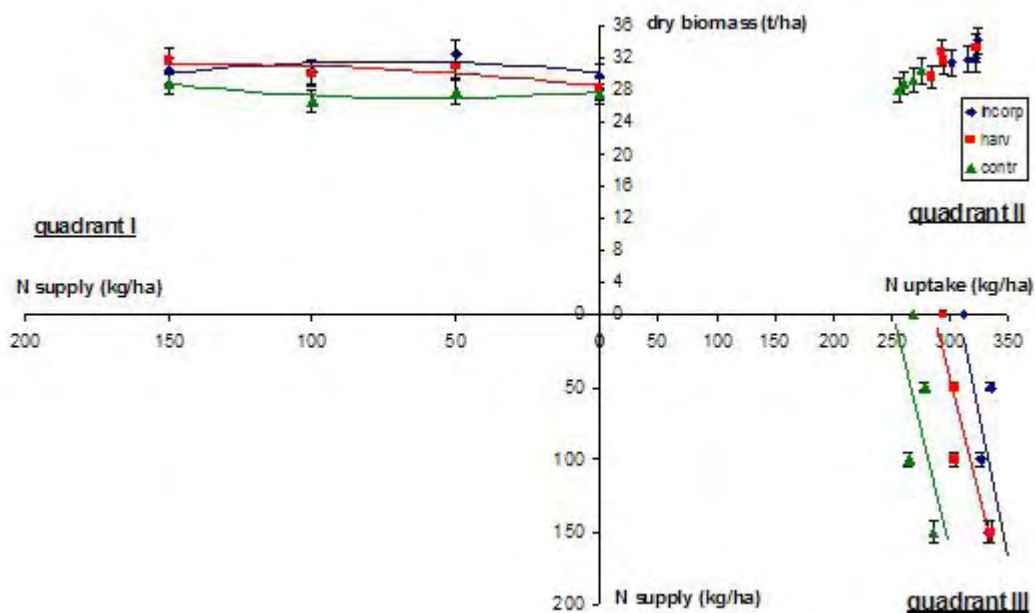 36 dry biomass (t/ha)
32
28
24
20
16
12
8
4
0
incorp
harv
contr
quadrant I
quadrant II
N supply (kg/ha)
N uptake (kg/ha)
200 150 100 50 0 50 100 150 200 250 300 350
0
50
100
150
200
N supply (kg/ha)
quadrant III